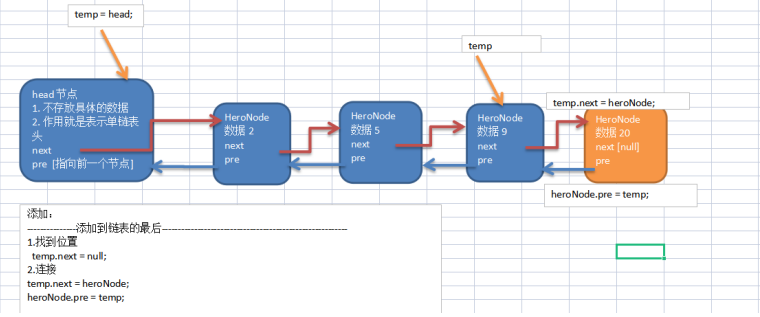 temp = head;
temp
head 节点
1. 不存放具体的数据
2. 作用就是表示单链表
头
next
pre [指向前一个节点]
HeroNode
数据 2
next
pre
HeroNode
数据 5
next
pre
HeroNode
数据 9
next
pre
temp.next = heroNode;
HeroNode
数据 20
next [null]
pre
heroNode.pre = temp;
添加：
---------------添加到链表的最后---------------------------------------------------------
1.找到位置
temp.next = null;
2.连接
temp.next = heroNode;
heroNode.pre = temp;